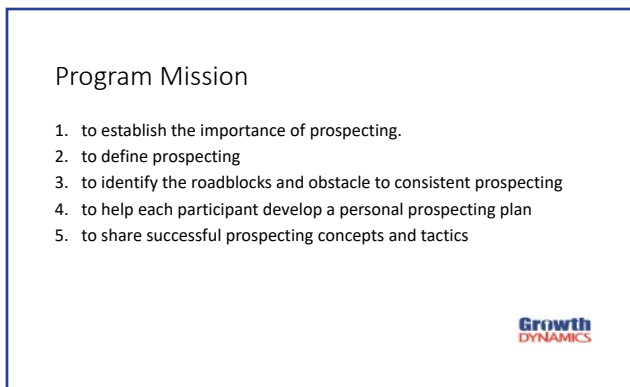 Program Mission
1. to establish the importance of prospecting.
2. to define prospecting
3. to identify the roadblocks and obstacle to consistent prospecting
4. to help each participant develop a personal prospecting plan
5. to share successful prospecting concepts and tactics
Growth
DYNAMICS